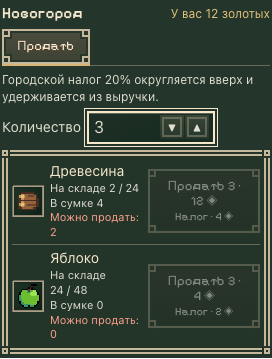 Новогород
У вас 12 золотых
Продать
Городской налог 20% округляется вверх и
удерживается из выручки.
Количество 3
Древесина
На складе 2 / 24
В сумке 4
Можно продать:
2
Продать 3 ·
12
Налог · 4
Яблоко
На складе
24 / 48
В сумке 0
Можно продать:
0
Продать 3 ·
4
Налог · 2